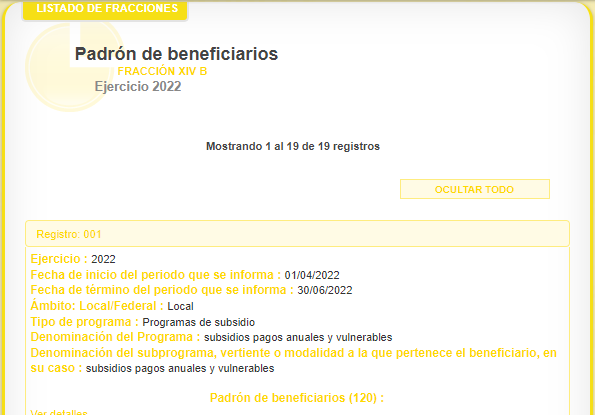 LISTADO DE FRACCIONES
Padrón de beneficiarios
FRACCIÓN XIV B
Ejercicio 2022
Mostrando 1 al 19 de 19 registros
OCULTAR TODO
Registro: 001
Ejercicio : 2022
Fecha de inicio del periodo que se informa : 01/04/2022
Fecha de término del periodo que se informa : 30/06/2022
Ámbito: Local/Federal : Local
Tipo de programa : Programas de subsidio
Denominación del Programa : subsidios pagos anuales y vulnerables
Denominación del subprograma, vertiente o modalidad a la que pertenece el beneficiario, en
su caso : subsidios pagos anuales y vulnerables
Padrón de beneficiarios (120) :
Ver detalles